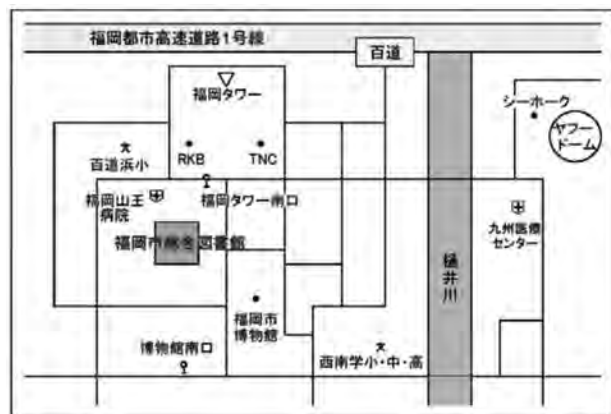 福岡都市高速道路1号線
百道
福岡タワー
シーホーク
ヤフー
ドーム
百道浜小
RKB
TNC
福岡山王
病院
福岡タワー南口
九州医療
センター
福岡市総合図書館
樋井川
福岡市
博物館
博物館南口
西南学小・中・高